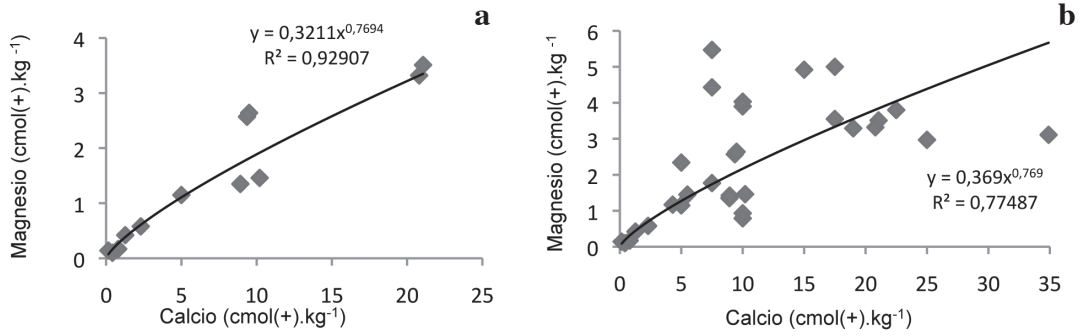 a
y = 0,3211x^0,7694
R² = 0,92907
Magnesio (cmol(+).kg⁻¹)
4
3
2
1
0
0 5 10 15 20 25
Calcio (cmol(+).kg⁻¹)
b
Magnesio (cmol(+).kg⁻¹)
6
5
4
3
2
1
0
y = 0,369x^0,769
R² = 0,77487
0 5 10 15 20 25 30 35
Calcio (cmol(+).kg⁻¹)